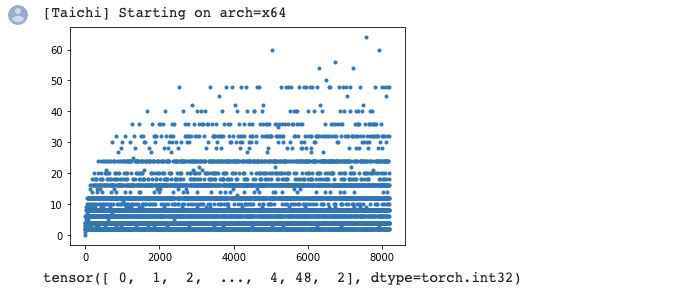 [Taichi] Starting on arch=x64
60
50
40
30
20
10
0
0 2000 4000 6000 8000
tensor([ 0,  1,  2,  ...,  4, 48,  2], dtype=torch.int32)